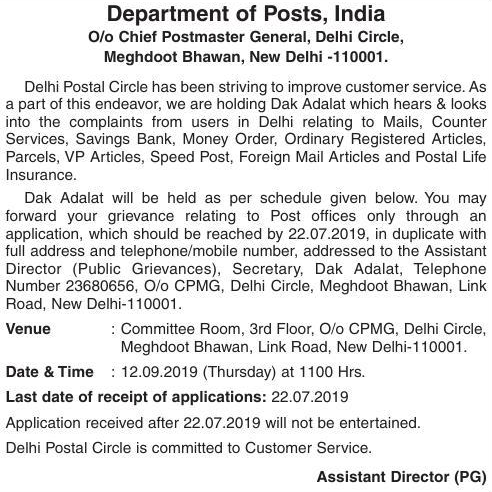 Department of Posts, India
O/o Chief Postmaster General, Delhi Circle,
Meghdoot Bhawan, New Delhi -110001.
Delhi Postal Circle has been striving to improve customer service. As
a part of this endeavor, we are holding Dak Adalat which hears & looks
into the complaints from users in Delhi relating to Mails, Counter
Services, Savings Bank, Money Order, Ordinary Registered Articles,
Parcels, VP Articles, Speed Post, Foreign Mail Articles and Postal Life
Insurance.
Dak Adalat will be held as per schedule given below. You may
forward your grievance relating to Post offices only through an
application, which should be reached by 22.07.2019, in duplicate with
full address and telephone/mobile number, addressed to the Assistant
Director (Public Grievances), Secretary, Dak Adalat, Telephone
Number 23680656, O/o CPMG, Delhi Circle, Meghdoot Bhawan, Link
Road, New Delhi-110001.
Venue : Committee Room, 3rd Floor, O/o CPMG, Delhi Circle,
Meghdoot Bhawan, Link Road, New Delhi-110001.
Date & Time : 12.09.2019 (Thursday) at 1100 Hrs.
Last date of receipt of applications: 22.07.2019
Application received after 22.07.2019 will not be entertained.
Delhi Postal Circle is committed to Customer Service.
Assistant Director (PG)